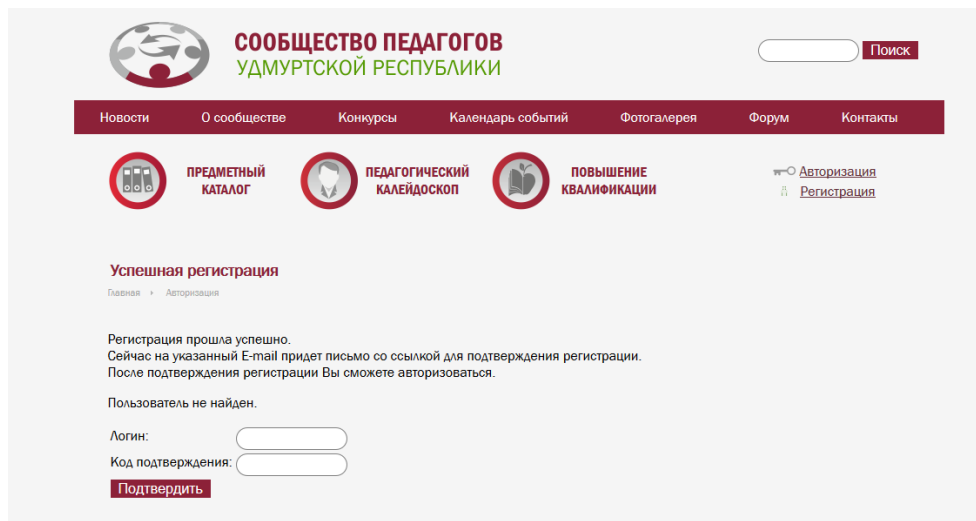 СООБЩЕСТВО ПЕДАГОГОВ
УДМУРТСКОЙ РЕСПУБЛИКИ
Поиск
Новости О сообществе Конкурсы Календарь событий Фотогалерея Форум Контакты
ПРЕДМЕТНЫЙ
КАТАЛОГ
ПЕДАГОГИЧЕСКИЙ
КАЛЕЙДОСКОП
ПОВЫШЕНИЕ
КВАЛИФИКАЦИИ
Авторизация
Регистрация
Успешная регистрация
Главная Авторизация
Регистрация прошла успешно.
Сейчас на указанный E-mail придет письмо со ссылкой для подтверждения регистрации.
После подтверждения регистрации Вы сможете авторизоваться.
Пользователь не найден.
Логин:
Код подтверждения:
Подтвердить